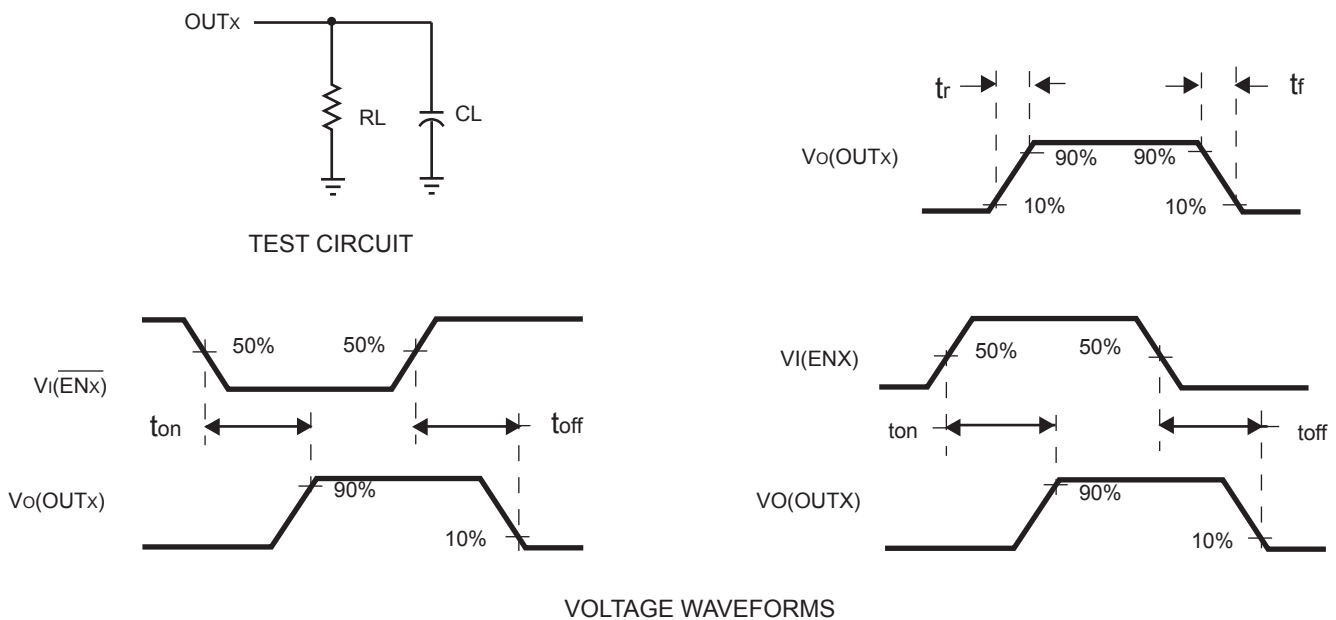 OUTx
RL
CL
TEST CIRCUIT
tr
tf
VO(OUTx)
90%
90%
10%
10%
VI(ENx)
50%
50%
ton
toff
VO(OUTx)
90%
10%
VI(ENX)
50%
50%
ton
toff
VO(OUTX)
90%
10%
VOLTAGE WAVEFORMS